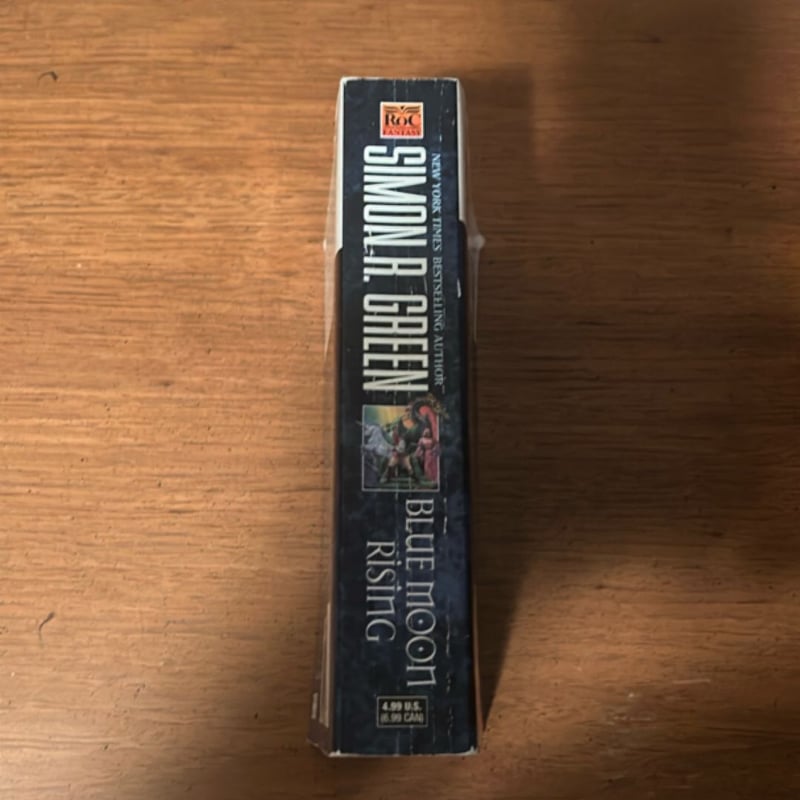 RoC
FANTASY
NEW YORK TIMES BESTSELLING AUTHOR
SIMON R. GREEN
BLUE MOON
RISING
4.99 U.S.
(6.99 CAN)